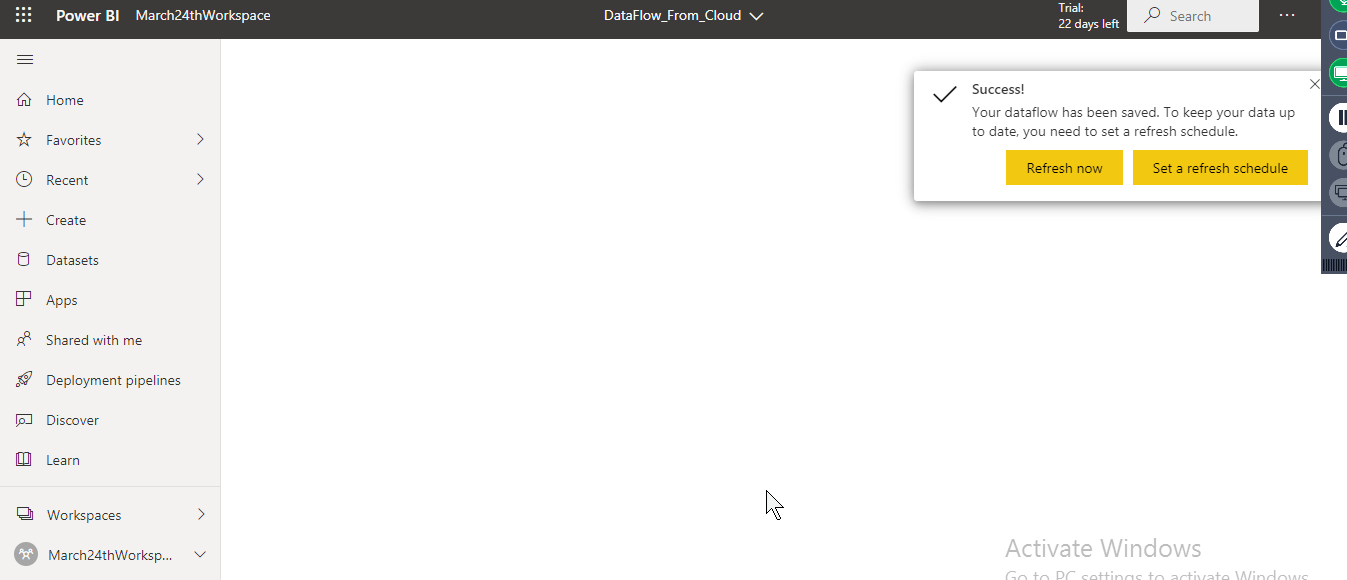 Power BI March24thWorkspace
DataFlow_From_Cloud
Trial:
22 days left
Search
Home
Favorites
Recent
Create
Datasets
Apps
Shared with me
Deployment pipelines
Discover
Learn
Workspaces
March24thWorksp...
Success!
Your dataflow has been saved. To keep your data up
to date, you need to set a refresh schedule.
Refresh now
Set a refresh schedule
Activate Windows
Go to PC settings to activate Windows